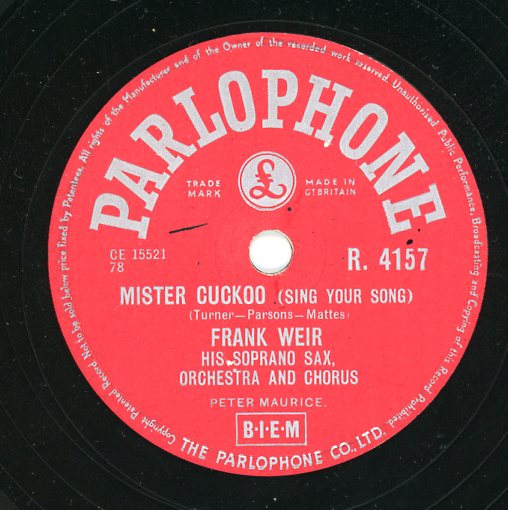 All rights of the Manufacturer and of the Owner of the recorded work reserved. Unauthorised, Public Performance, Broadcasting and Copying of this Record Prohibited.
PARLOPHONE
TRADE MARK
£
MADE IN GT BRITAIN
CE 15521
78
R. 4157
MISTER CUCKOO (SING YOUR SONG)
(Turner—Parsons—Mattes)
FRANK WEIR
HIS SOPRANO SAX,
ORCHESTRA AND CHORUS
PETER MAURICE.
B·I·E·M
THE PARLOPHONE CO., LTD.
Copyright Patented Record Not to be sold below price fixed by Patentees.